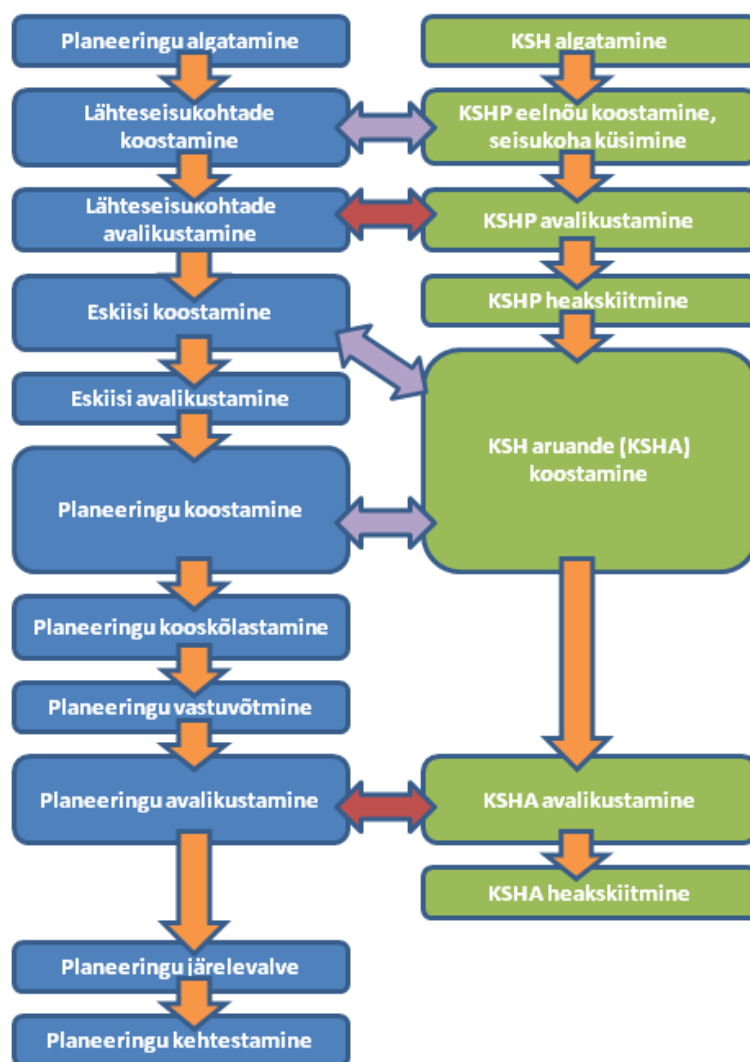 Planeeringu algatamine
KSH algatamine
Lähteseisukohtade
koostamine
KSHP eelnõu koostamine,
seisukoha küsimine
Lähteseisukohtade
avalikustamine
KSHP avalikustamine
Eskiisi koostamine
KSHP heakskiitmine
Eskiisi avalikustamine
KSH aruande (KSHA)
koostamine
Planeeringu koostamine
Planeeringu kooskõlastamine
Planeeringu vastuvõtmine
Planeeringu avalikustamine
KSHA avalikustamine
KSHA heakskiitmine
Planeeringu järelevalve
Planeeringu kehtestamine